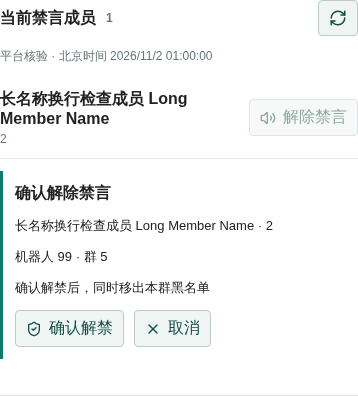 当前禁言成员 1
平台核验 · 北京时间 2026/11/2 01:00:00
长名称换行检查成员 Long
Member Name
2
解除禁言
确认解除禁言
长名称换行检查成员 Long Member Name · 2
机器人 99 · 群 5
确认解禁后，同时移出本群黑名单
确认解禁
取消